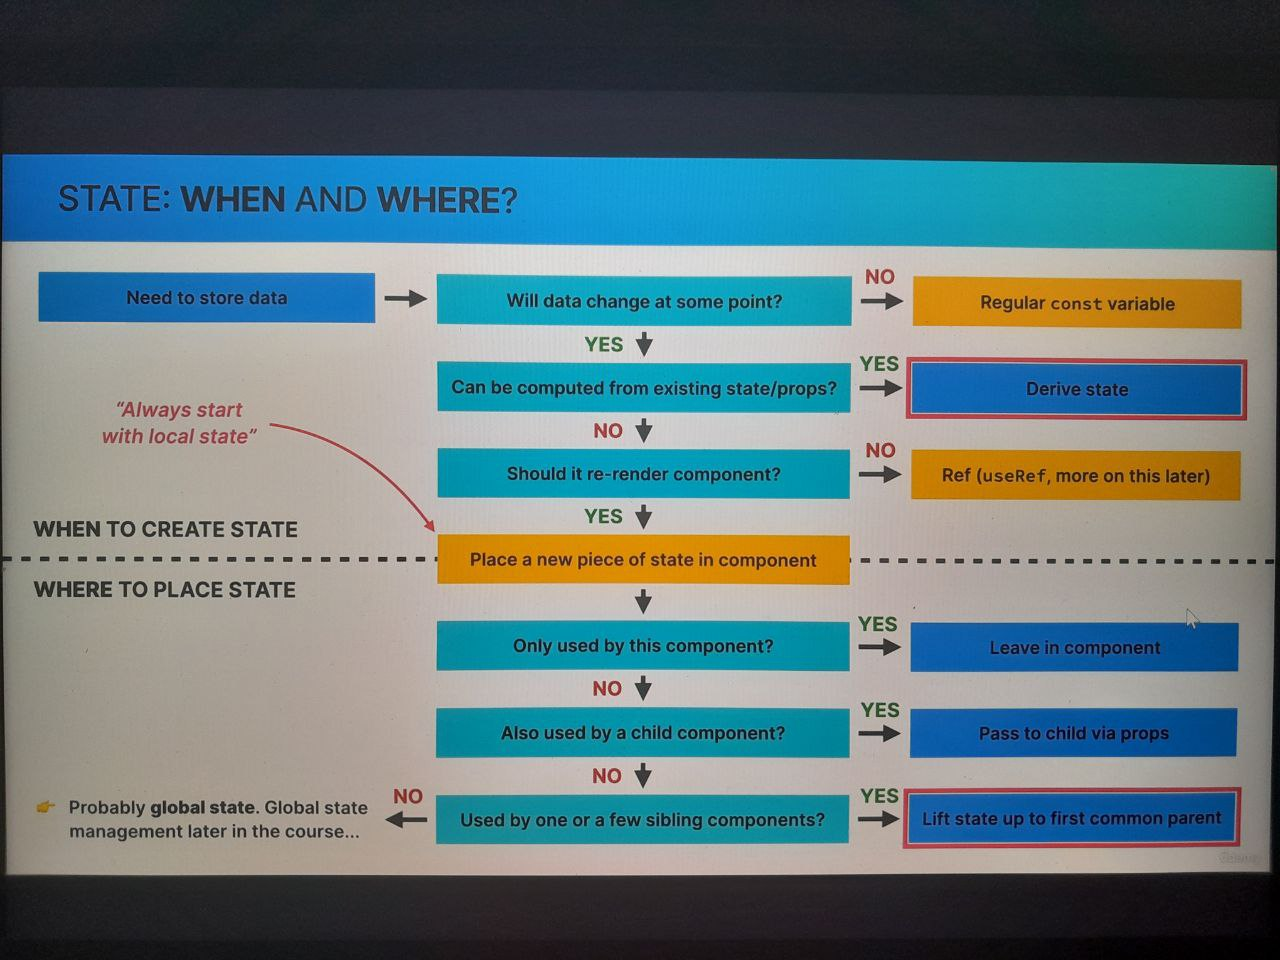 STATE: WHEN AND WHERE?
Need to store data
Will data change at some point?
NO
Regular const variable
YES
Can be computed from existing state/props?
YES
Derive state
"Always start
with local state"
NO
Should it re-render component?
NO
Ref (useRef, more on this later)
YES
WHEN TO CREATE STATE
Place a new piece of state in component
WHERE TO PLACE STATE
Only used by this component?
YES
Leave in component
NO
Also used by a child component?
YES
Pass to child via props
NO
Used by one or a few sibling components?
YES
Lift state up to first common parent
NO
👉 Probably global state. Global state
management later in the course...
Udemy